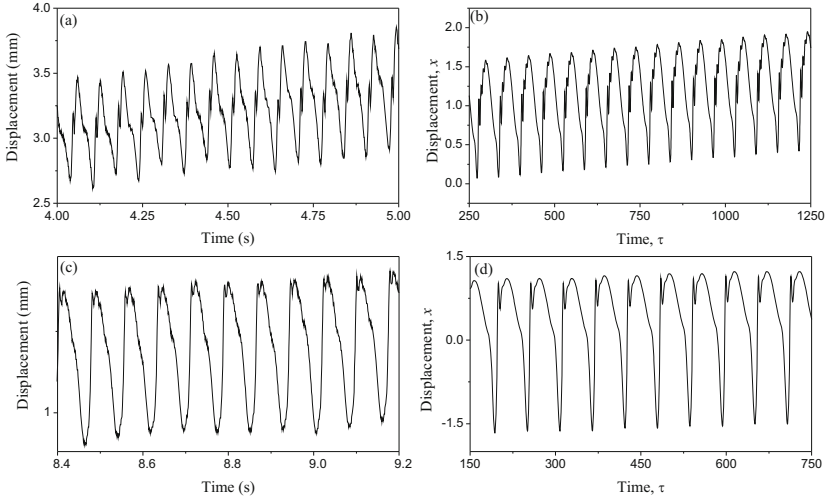 (a)
4.0
3.5
3.0
2.5
Displacement (mm)
4.00 4.25 4.50 4.75 5.00
Time (s)
(b)
2.0
1.5
1.0
0.5
0.0
Displacement, x
250 500 750 1000 1250
Time, τ
(c)
1
Displacement (mm)
8.4 8.6 8.8 9.0 9.2
Time (s)
(d)
1.5
0.0
-1.5
Displacement, x
150 300 450 600 750
Time, τ